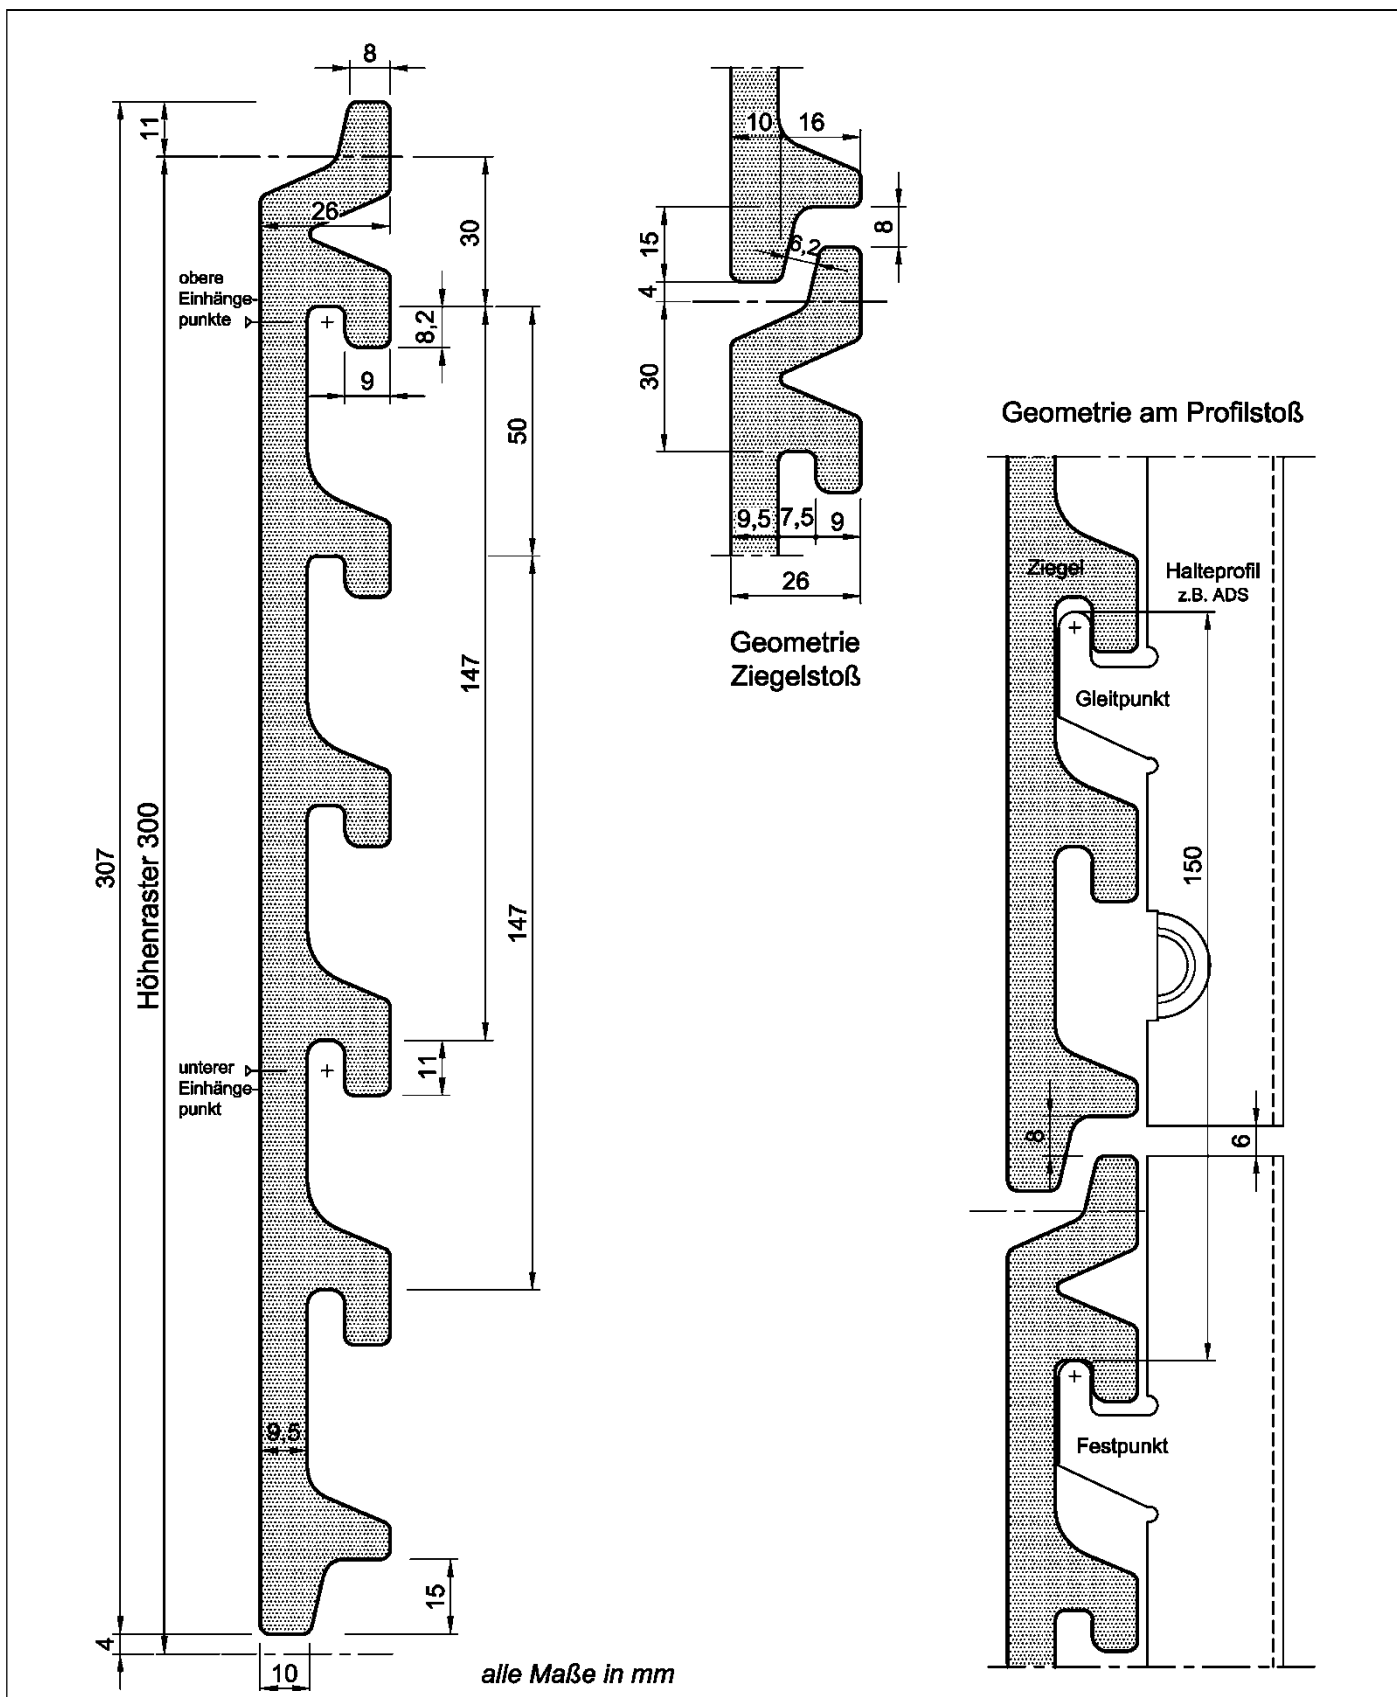 8
11
26
30
obere
Einhänge-
punkte
8,2
9
50
147
307
Höhenraster 300
147
unterer
Einhänge-
punkt
11
9,5
15
4
10
alle Maße in mm
10 16
15
8
6,2
4
30
9,5 7,5 9
26
Geometrie
Ziegelstoß
Geometrie am Profilstoß
Ziegel
Halteprofil
z.B. ADS
Gleitpunkt
150
8
6
Festpunkt